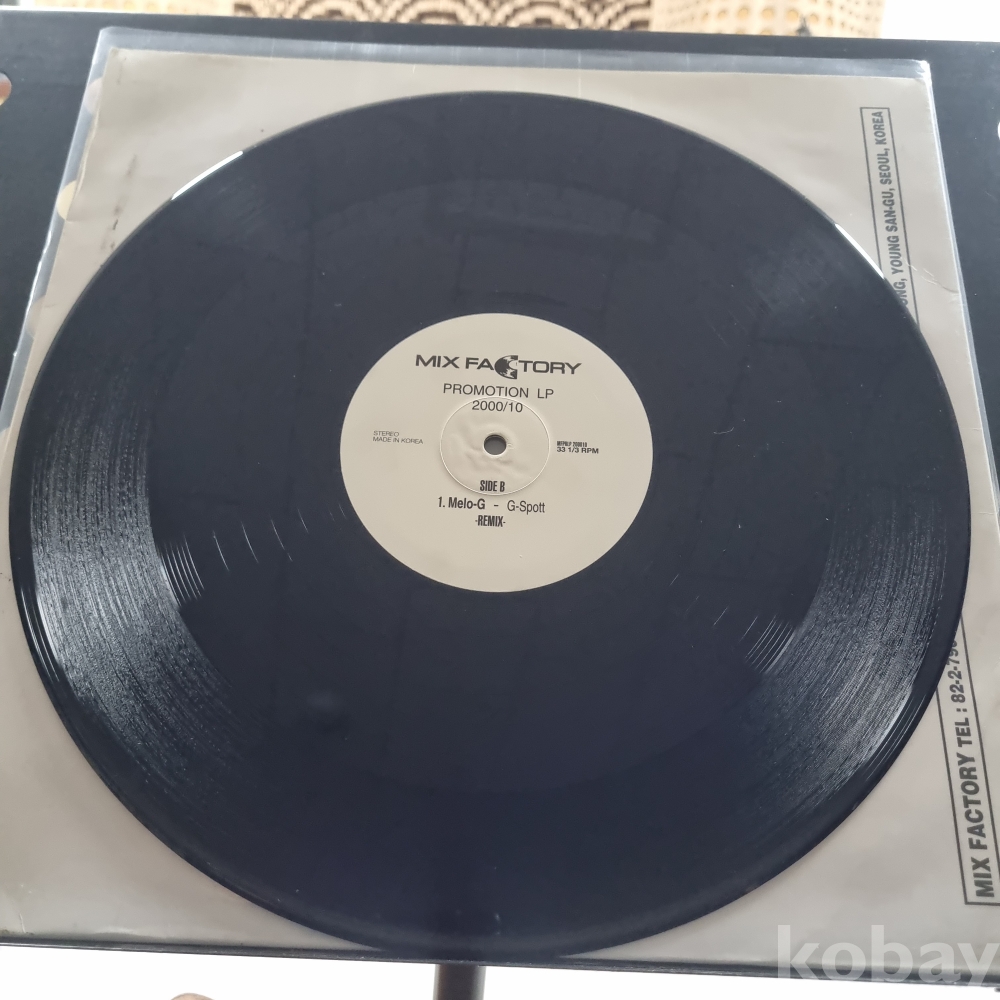 MIX FACTORY
PROMOTION LP
2000/10
STEREO
MADE IN KOREA
33 1/3 RPM
SIDE B
1. Melo-G - G-Spott
-REMIX-
YOUNG SAN-GU, SEOUL, KOREA
MIX FACTORY TEL : 82-2-79
kobay